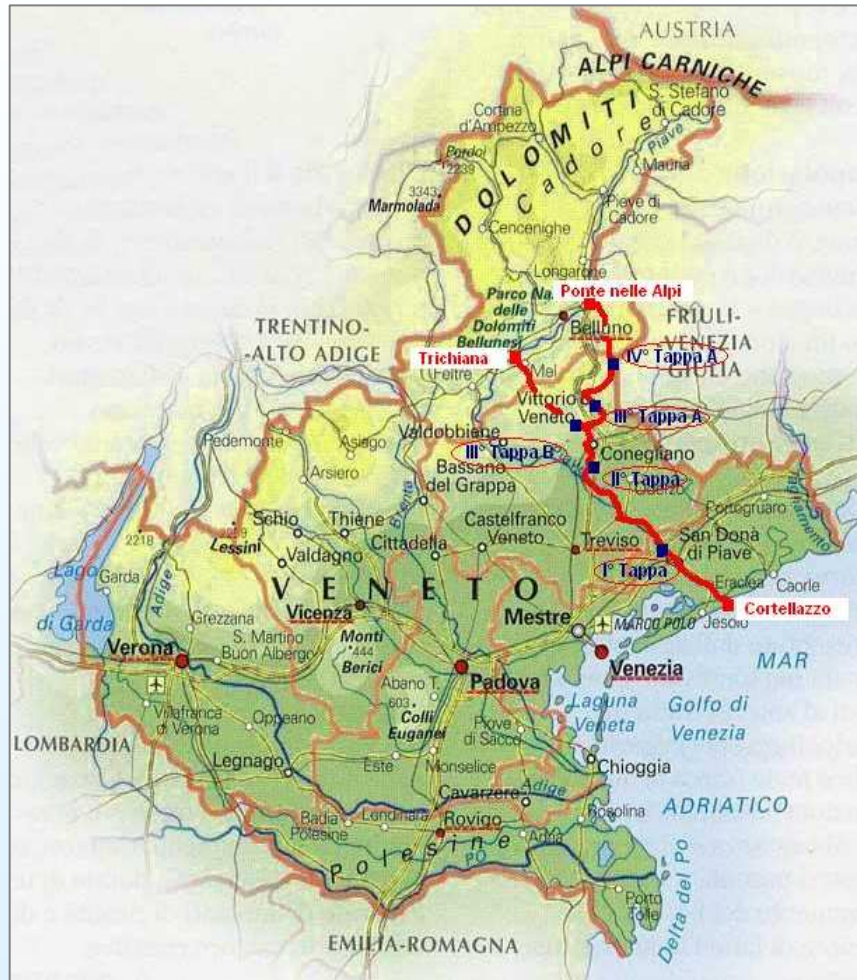 AUSTRIA
ALPI CARNICHE
S. Stefano
di Cadore
DOLOMITI
Cadore
Cortina
d'Ampezzo
Piave
Mauria
Pordoi
2239
3343
Marmolada
Pieve di
Cadore
Cencenighe
Longarone
Parco Na
delle
Dolomiti
Bellunesi
Ponte nelle Alpi
Belluno
FRIULI-
VENEZIA
GIULIA
TRENTINO-
-ALTO ADIGE
Trichiana
IV° Tappa A
Feltre
Mel
Vittorio
Veneto
III° Tappa A
Valdobbiene
III° Tappa B
Conegliano
II° Tappa
Pedemonte
Asiago
Arsiero
Bassano
del Grappa
Brenta
Portogruaro
Tagliamento
2218
Lessini
Schio
Thiene
Valdagno
Cittadella
Castelfranco
Veneto
Treviso
San Donà
di Piave
I° Tappa
Eraclea
Caorle
Cortellazzo
Jesolo
Lago
di Garda
Garda
Adige
VENETO
Vicenza
Mestre
MARCO POLO
Grezzana
S. Martino
Buon Albergo
Verona
Monti
444
Berici
Padova
Venezia
MAR
Abano T.
603
Colli
Euganei
Laguna
Veneta
Golfo di
Venezia
Villafranca
di Verona
Oppeano
Piove
di Sacco
LOMBARDIA
Legnago
Este
Monselice
Chioggia
Cavarzere
Adige
ADRIATICO
Badia
Polesine
Lendinara
Rovigo
Rosolina
Adria
Polesine
PO
Porto
Tolle
Delta del Po
EMILIA-ROMAGNA